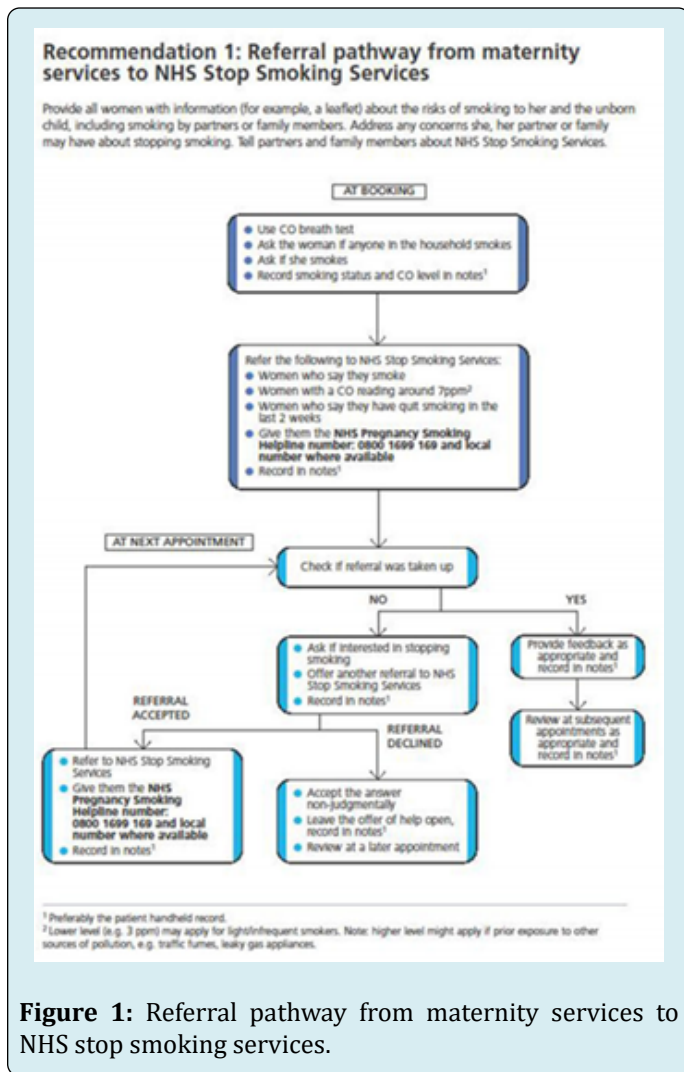 Recommendation 1: Referral pathway from maternity
services to NHS Stop Smoking Services
Provide all women with information (for example, a leaflet) about the risks of smoking to her and the unborn
child, including smoking by partners or family members. Address any concerns she, her partner or family
may have about stopping smoking. Tell partners and family members about NHS Stop Smoking Services.
AT BOOKING
● Use CO breath test
● Ask the woman if anyone in the household smokes
● Ask if she smokes
● Record smoking status and CO level in notes¹
Refer the following to NHS Stop Smoking Services:
● Women who say they smoke
● Women with a CO reading around 7ppm²
● Women who say they have quit smoking in the
last 2 weeks
● Give them the NHS Pregnancy Smoking
Helpline number: 0800 1699 169 and local
number where available
● Record in notes¹
AT NEXT APPOINTMENT
Check if referral was taken up
NO
YES
● Ask if interested in stopping
smoking
● Offer another referral to NHS
Stop Smoking Services
● Record in notes¹
Provide feedback as
appropriate and
record in notes¹
Review at subsequent
appointments as
appropriate and
record in notes¹
REFERRAL
ACCEPTED
REFERRAL
DECLINED
● Refer to NHS Stop Smoking
Services
● Give them the NHS
Pregnancy Smoking
Helpline number:
0800 1699 169 and local
number where available
● Record in notes¹
● Accept the answer
non-judgmentally
● Leave the offer of help open,
record in notes¹
● Review at a later appointment
¹ Preferably the patient handheld record.
² Lower level (e.g. 3 ppm) may apply for light/infrequent smokers. Note: higher level might apply if prior exposure to other
sources of pollution, e.g. traffic fumes, leaky gas appliances.
Figure 1: Referral pathway from maternity services to
NHS stop smoking services.